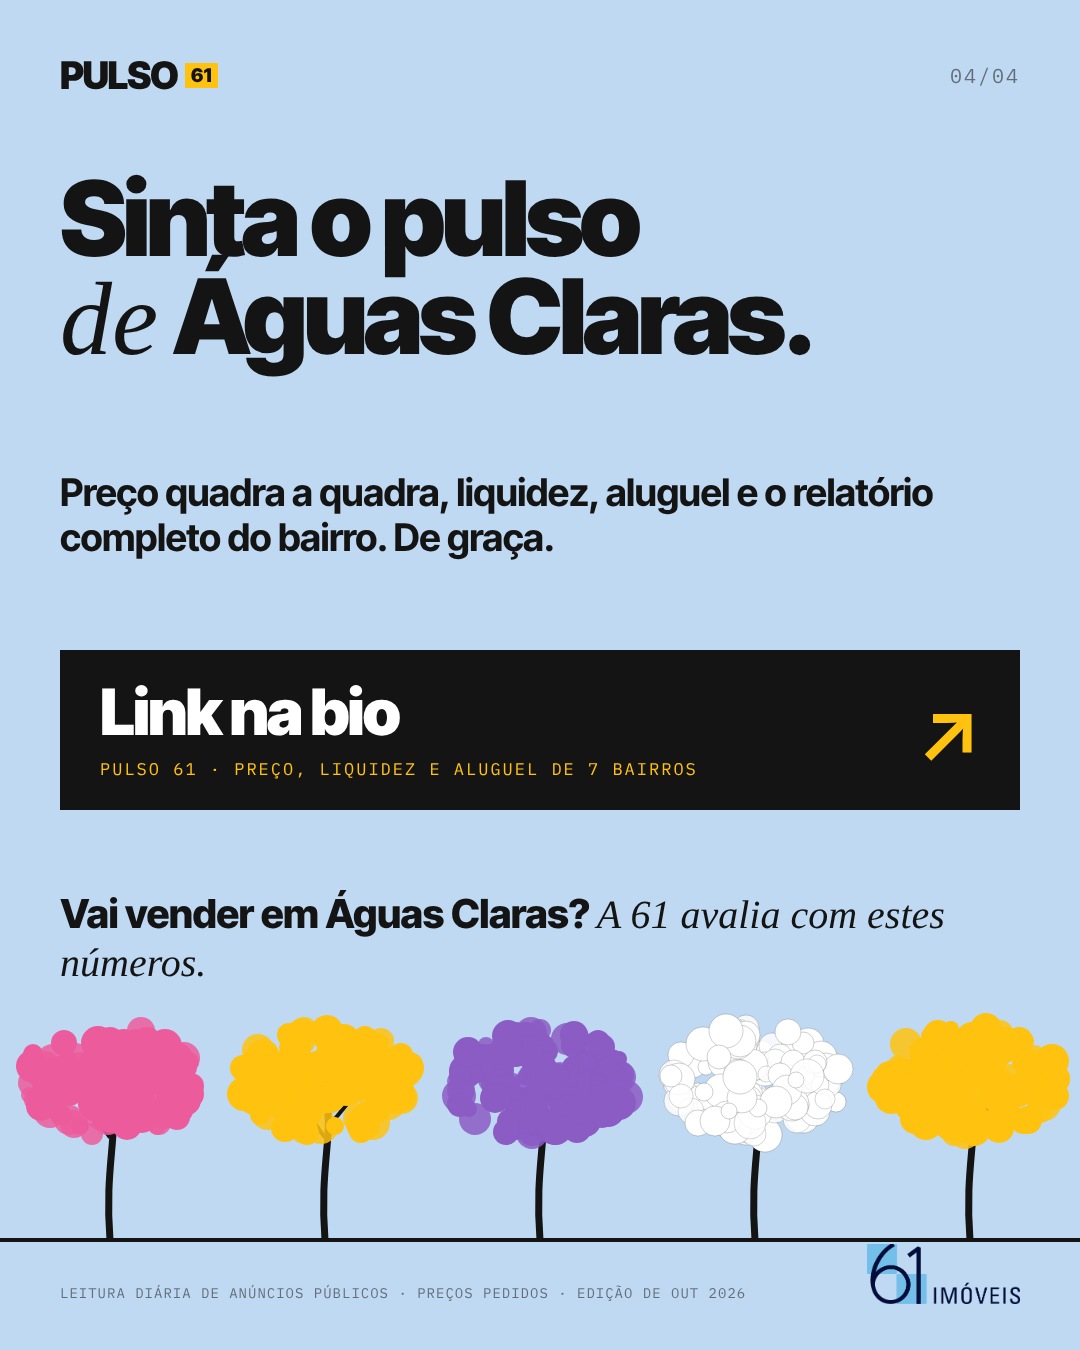 PULSO 61
04/04
Sinta o pulso
de Águas Claras.
Preço quadra a quadra, liquidez, aluguel e o relatório
completo do bairro. De graça.
Link na bio
PULSO 61 · PREÇO, LIQUIDEZ E ALUGUEL DE 7 BAIRROS
Vai vender em Águas Claras? A 61 avalia com estes
números.
LEITURA DIÁRIA DE ANÚNCIOS PÚBLICOS · PREÇOS PEDIDOS · EDIÇÃO DE OUT 2026
61 IMÓVEIS